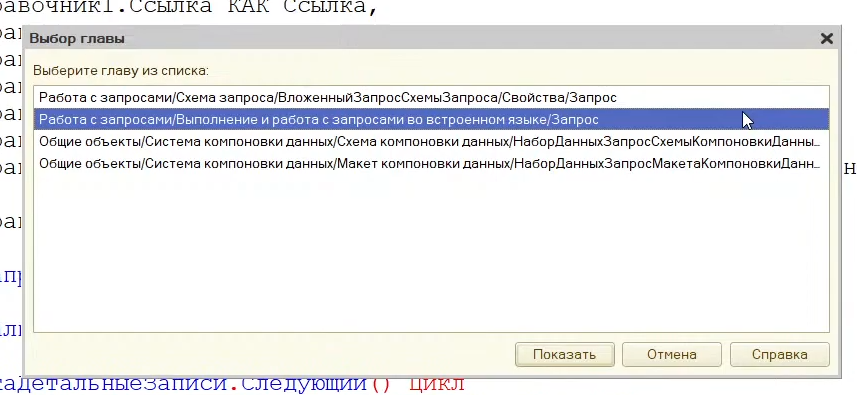 равочник1.Ссылка КАК Ссылка,
Выбор главы
Выберите главу из списка:
Работа с запросами/Схема запроса/ВложенныйЗапросСхемыЗапроса/Свойства/Запрос
Работа с запросами/Выполнение и работа с запросами во встроенном языке/Запрос
Общие объекты/Система компоновки данных/Схема компоновки данных/НаборДанныхЗапросСхемыКомпоновкиДанны...
Общие объекты/Система компоновки данных/Макет компоновки данных/НаборДанныхЗапросМакетаКомпоновкиДанн...
Показать
Отмена
Справка
каДетальныеЗаписи.Следующий() Цикл